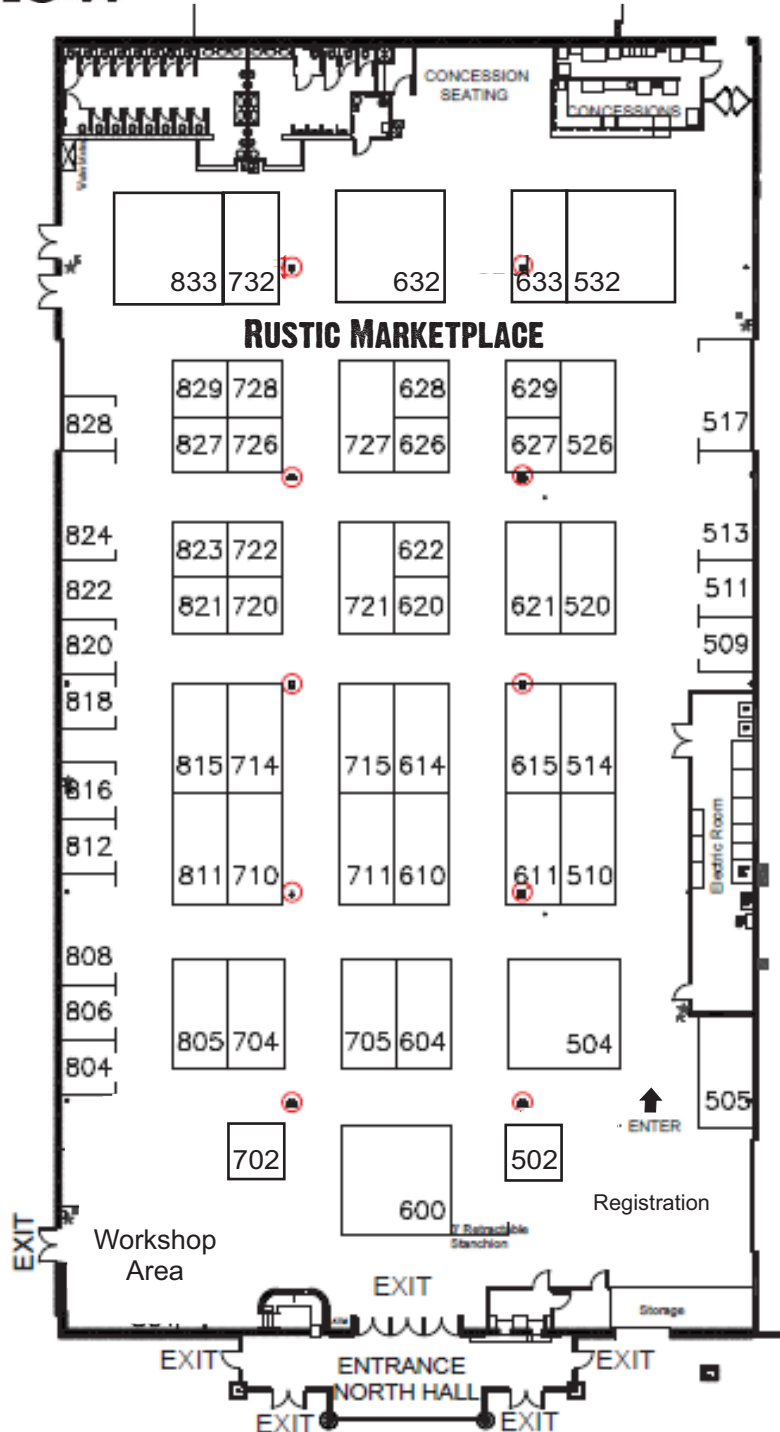 CONCESSION
SEATING
CONCESSIONS
833 732 632 633 532
RUSTIC MARKETPLACE
829 728 628 629
828 827 726 727 626 627 526 517
824 823 722 622 513
822 821 720 721 620 621 520 511
820 509
818 815 714 715 614 615 514
816
812 811 710 711 610 611 510
Electric Room
808
806 805 704 705 604 504
804 505
ENTER
702 502
600
Registration
3' Retractable
Stanchion
EXIT
Workshop
Area
EXIT
Storage
EXIT EXIT
ENTRANCE
NORTH HALL
EXIT EXIT